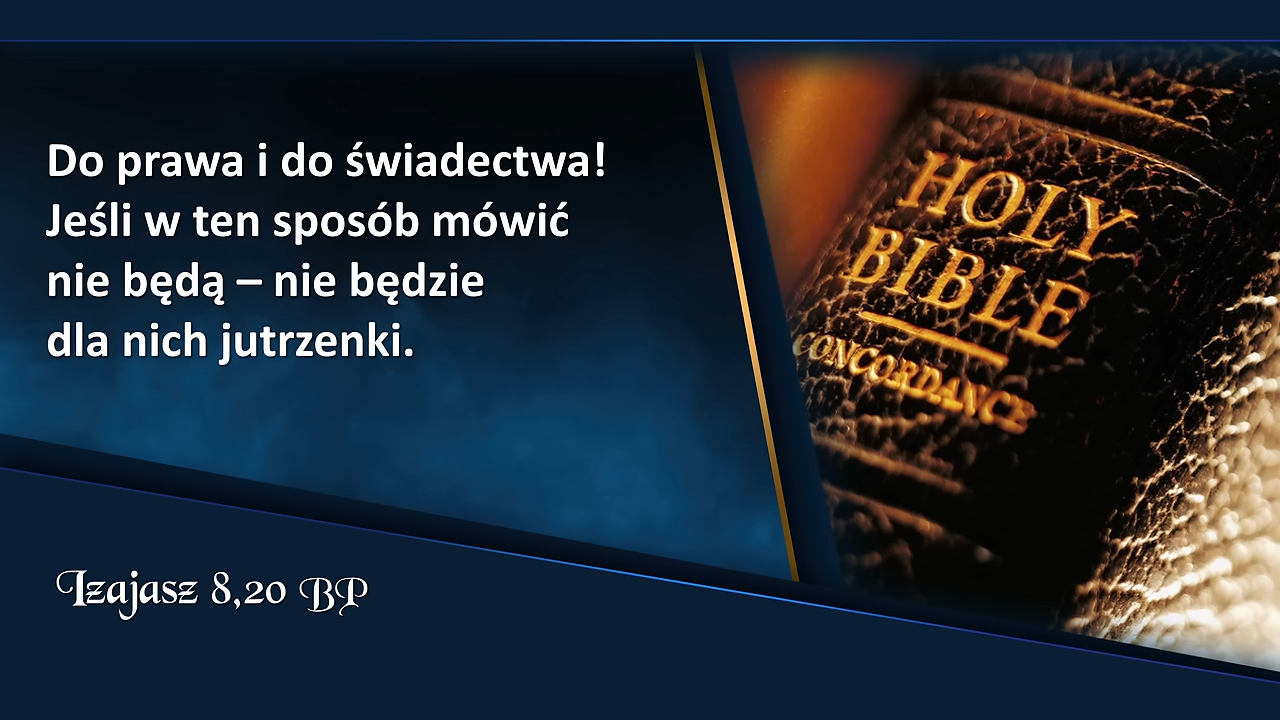 Do prawa i do świadectwa!
Jeśli w ten sposób mówić
nie będą – nie będzie
dla nich jutrzenki.
Izajasz 8,20 BP
HOLY
BIBLE
CONCORDANCE